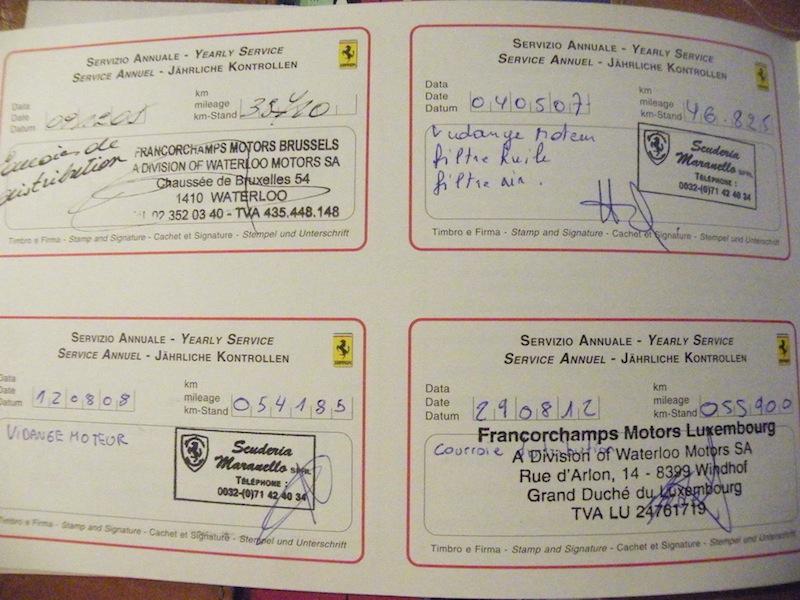 SERVIZIO ANNUALE - YEARLY SERVICE
SERVICE ANNUEL - JÄHRLICHE KONTROLLEN
Data
Date
Datum
km
mileage
km-Stand
distribution
FRANCORCHAMPS MOTORS BRUSSELS
A DIVISION OF WATERLOO MOTORS SA
Chaussée de Bruxelles 54
1410 WATERLOO
02 352 03 40 - TVA 435.448.148
Timbro e Firma - Stamp and Signature - Cachet et Signature - Stempel und Unterschrift
SERVIZIO ANNUALE - YEARLY SERVICE
SERVICE ANNUEL - JÄHRLICHE KONTROLLEN
Data
Date
Datum 040507
km
mileage
km-Stand 46.825
Vidange Moteur
filtre huile
filtre air.
Scuderia
Maranello SPRL
TÉLÉPHONE :
0032-(0)71 42 40 34
Timbro e Firma - Stamp and Signature - Cachet et Signature - Stempel und Unterschrift
SERVIZIO ANNUALE - YEARLY SERVICE
SERVICE ANNUEL - JÄHRLICHE KONTROLLEN
Data
Date
Datum 120808
km
mileage
km-Stand 054185
VIDANGE MOTEUR
Scuderia
Maranello SPRL
TÉLÉPHONE :
0032-(0)71 42 40 34
Timbro e Firma - Stamp and Signature - Cachet et Signature - Stempel und Unterschrift
SERVIZIO ANNUALE - YEARLY SERVICE
SERVICE ANNUEL - JÄHRLICHE KONTROLLEN
Data
Date
Datum 290812
km
mileage
km-Stand 055900
Courroie distribution
Francorchamps Motors Luxembourg
A Division of Waterloo Motors SA
Rue d'Arlon, 14 - 8399 Windhof
Grand Duché du Luxembourg
TVA LU 24761719
Timbro e Firma - Stamp and Signature - Cachet et Signature - Stempel und Unterschrift